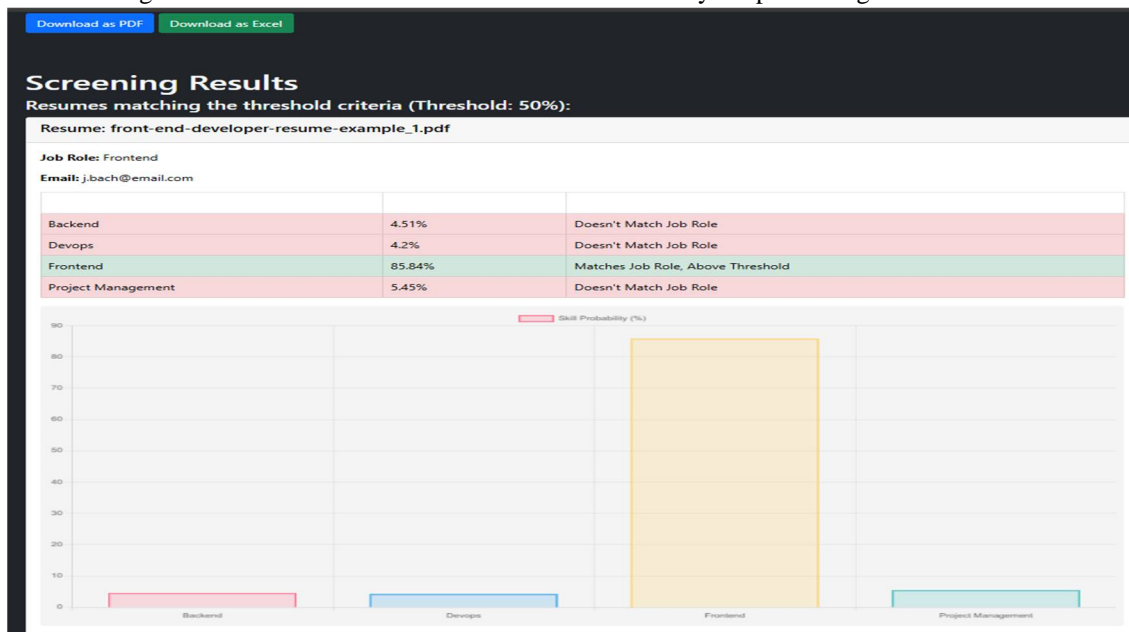 Download as PDF Download as Excel
Screening Results
Resumes matching the threshold criteria (Threshold: 50%):
Resume: front-end-developer-resume-example_1.pdf
Job Role: Frontend
Email: j.bach@email.com
Backend 4.51% Doesn't Match Job Role
Devops 4.2% Doesn't Match Job Role
Frontend 85.84% Matches Job Role, Above Threshold
Project Management 5.45% Doesn't Match Job Role
Skill Probability (%)
90
80
70
60
50
40
30
20
10
0
Backend Devops Frontend Project Management